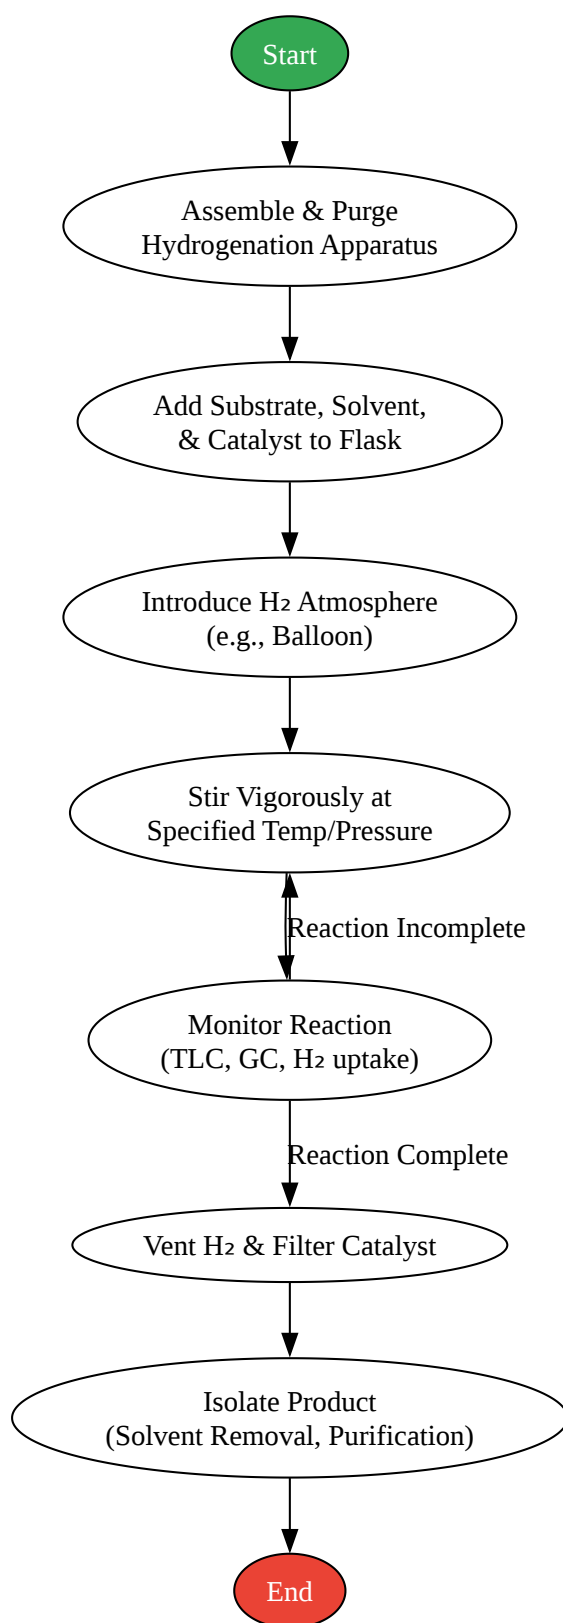 Start
Assemble & Purge
Hydrogenation Apparatus
Add Substrate, Solvent,
& Catalyst to Flask
Introduce H₂ Atmosphere
(e.g., Balloon)
Stir Vigorously at
Specified Temp/Pressure
Reaction Incomplete
Monitor Reaction
(TLC, GC, H₂ uptake)
Reaction Complete
Vent H₂ & Filter Catalyst
Isolate Product
(Solvent Removal, Purification)
End